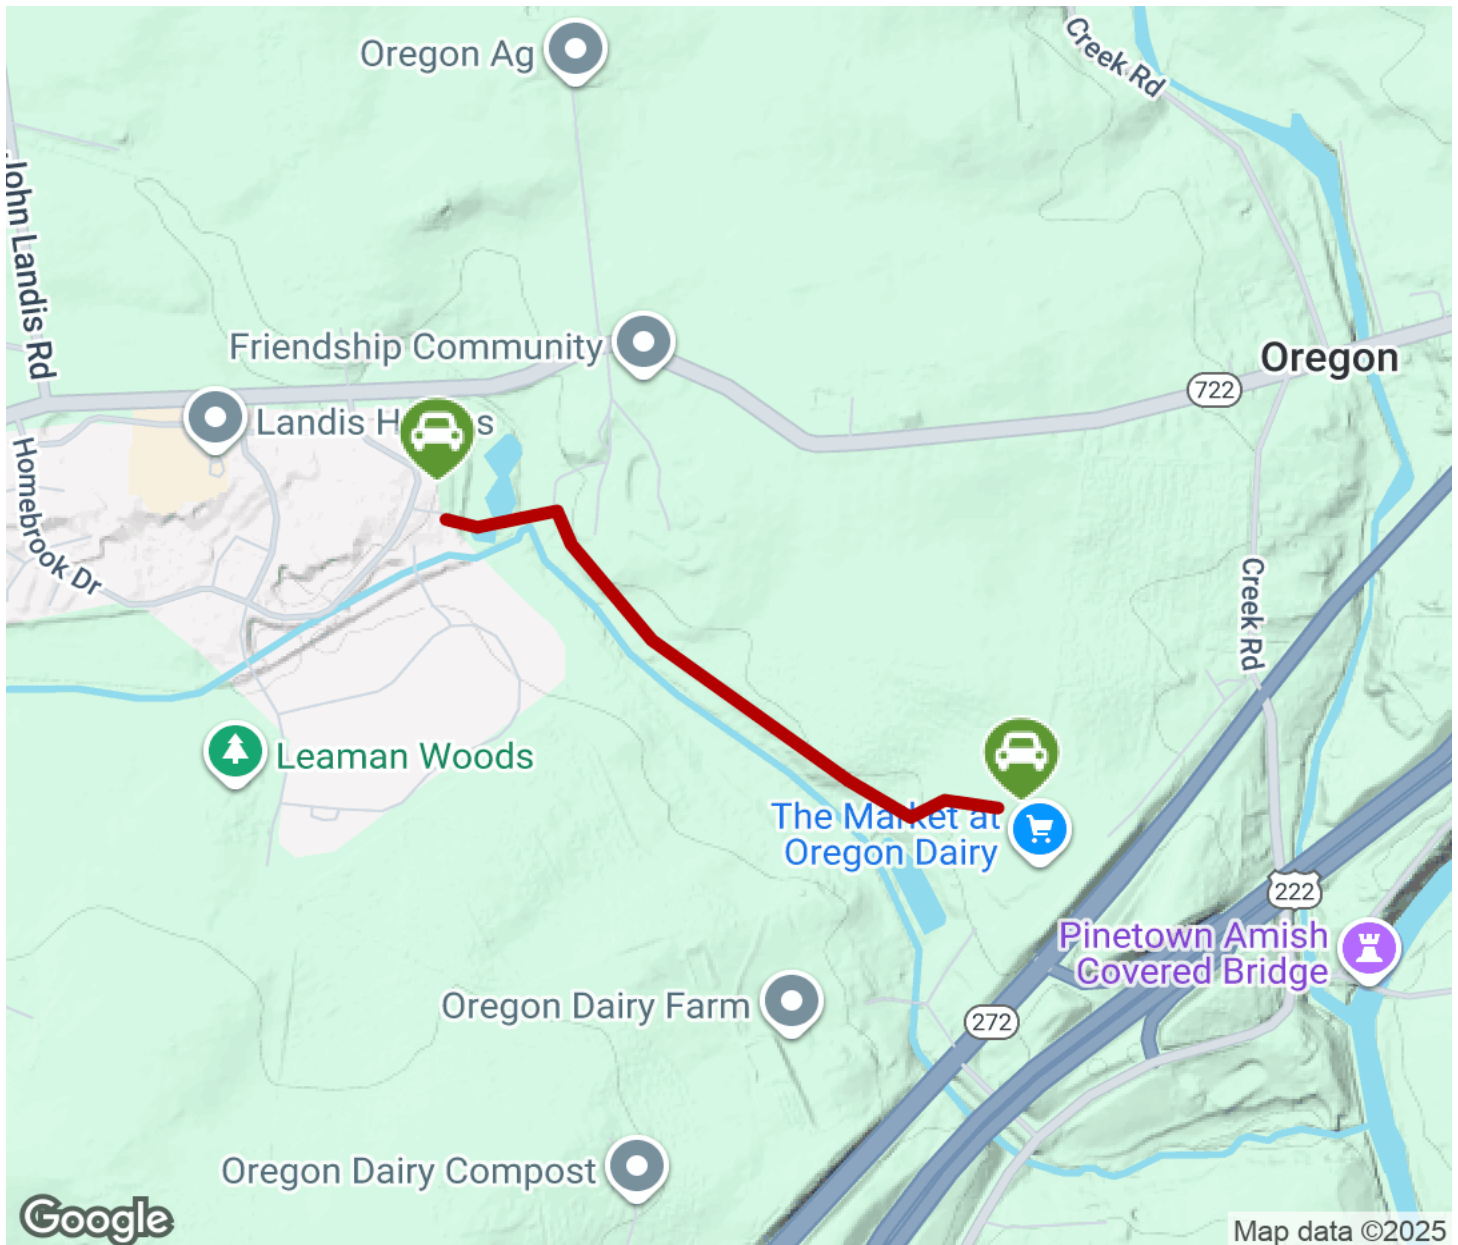 Creek Rd
Oregon Ag
John Landis Rd
Friendship Community
Oregon
722
Landis H s
Homebrook Dr
Creek Rd
Leaman Woods
The Market at
Oregon Dairy
222
Pinetown Amish
Covered Bridge
Oregon Dairy Farm
272
Oregon Dairy Compost
Google
Map data ©2025